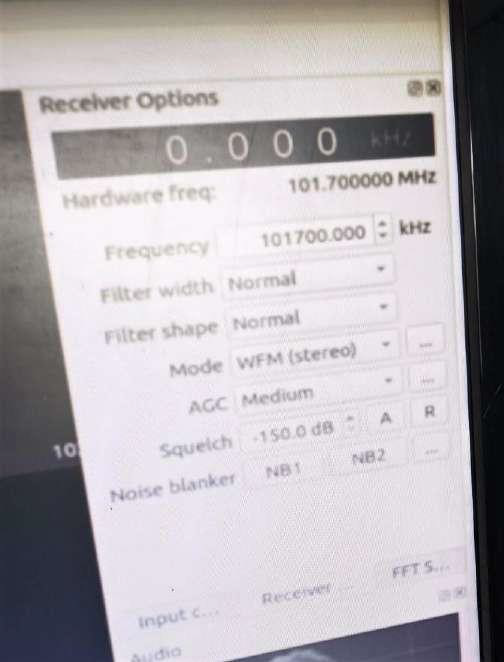 Receiver Options
0.000 kHz
Hardware freq: 101.700000 MHz
Frequency 101700.000 kHz
Filter width Normal
Filter shape Normal
Mode WFM (stereo) ...
AGC Medium ...
Squelch -150.0 dB A R
Noise blanker NB1 NB2 ...
10
Input c... Receiver ... FFT S...
Audio